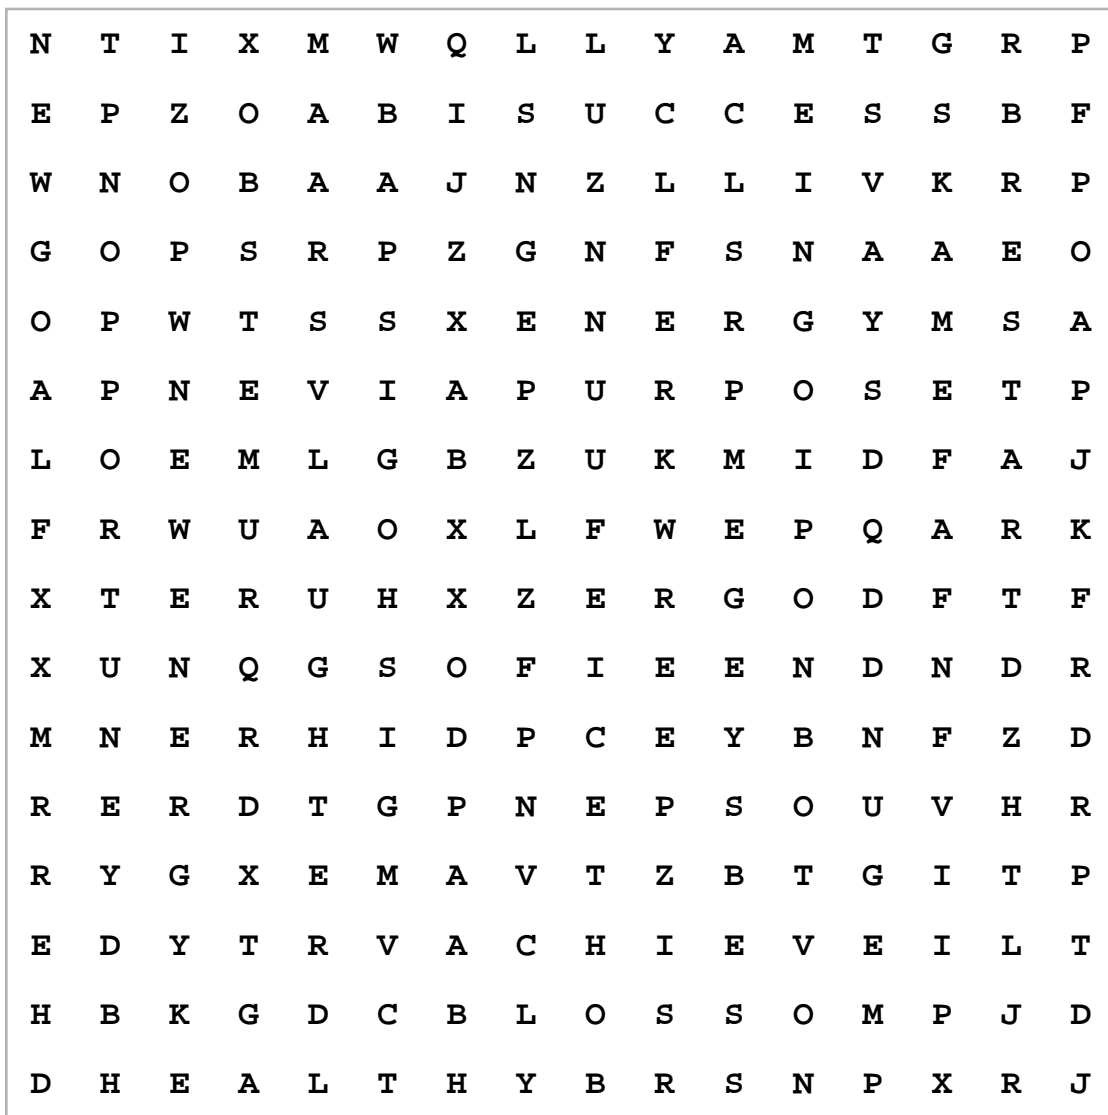 N T I X M W Q L L Y A M T G R P
E P Z O A B I S U C C E S S B F
W N O B A A J N Z L L I V K R P
G O P S R P Z G N F S N A A E O
O P W T S S X E N E R G Y M S A
A P N E V I A P U R P O S E T P
L O E M L G B Z U K M I D F A J
F R W U A O X L F W E P Q A R K
X T E R U H X Z E R G O D F T F
X U N Q G S O F I E E N D N D R
M N E R H I D P C E Y B N F Z D
R E R D T G P N E P S O U V H R
R Y G X E M A V T Z B T G I T P
E D Y T R V A C H I E V E I L T
H B K G D C B L O S S O M P J D
D H E A L T H Y B R S N P X R J